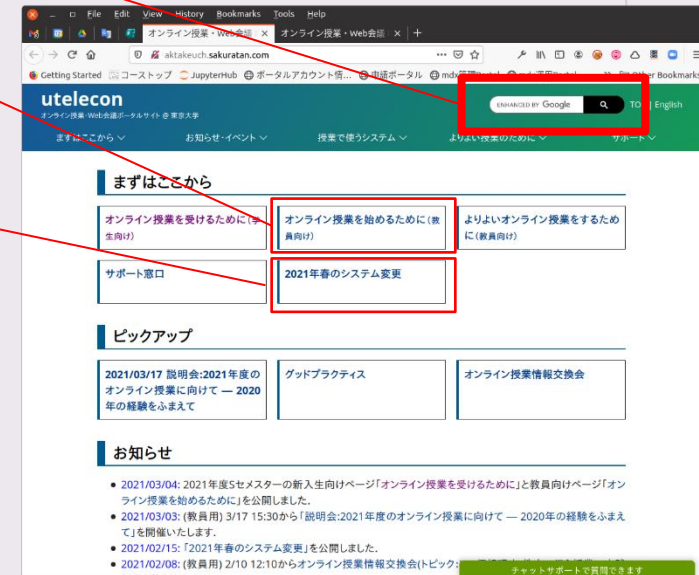 File Edit View History Bookmarks Tools Help
オンライン授業・Web会議 × オンライン授業・Web会議 × +
aktakeuch.sakuratan.com
Getting Started コーストップ JupyterHub ポータルアカウント情... 申請ポータル Other Bookmarks
utelecon
オンライン授業・Web会議ポータルサイト @ 東京大学
ENHANCED BY Google
English
まずはここから お知らせ・イベント 授業で使うシステム よりよい授業のために サポート
まずはここから
オンライン授業を受けるために(学
生向け)
オンライン授業を始めるために(教
員向け)
よりよいオンライン授業をするため
に(教員向け)
サポート窓口
2021年春のシステム変更
ピックアップ
2021/03/17 説明会:2021年度の
オンライン授業に向けて — 2020
年の経験をふまえて
グッドプラクティス
オンライン授業情報交換会
お知らせ
2021/03/04: 2021年度Sセメスターの新入生向けページ「オンライン授業を受けるために」と教員向けページ「オン
ライン授業を始めるために」を公開しました.
2021/03/03: (教員用) 3/17 15:30から「説明会:2021年度のオンライン授業に向けて — 2020年の経験をふまえ
て」を開催いたします.
2021/02/15: 「2021年春のシステム変更」を公開しました.
2021/02/08: (教員用) 2/10 12:10からオンライン授業情報交換会(トピック:
チャットサポートで質問できます